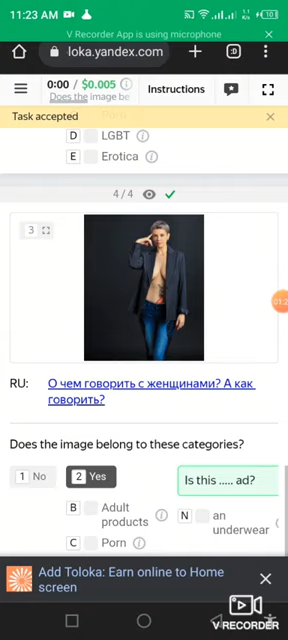 11:23 AM
V Recorder App is using microphone
loka.yandex.com
:D
0:00 / $0.005
Does the image be
Instructions
Task accepted
D LGBT
E Erotica
4/4
3
01:2
RU: О чем говорить с женщинами? А как
говорить?
Does the image belong to these categories?
1 No
2 Yes
Is this ..... ad?
B Adult
products
N an
underwear
C Porn
Add Toloka: Earn online to Home
screen
V RECORDER